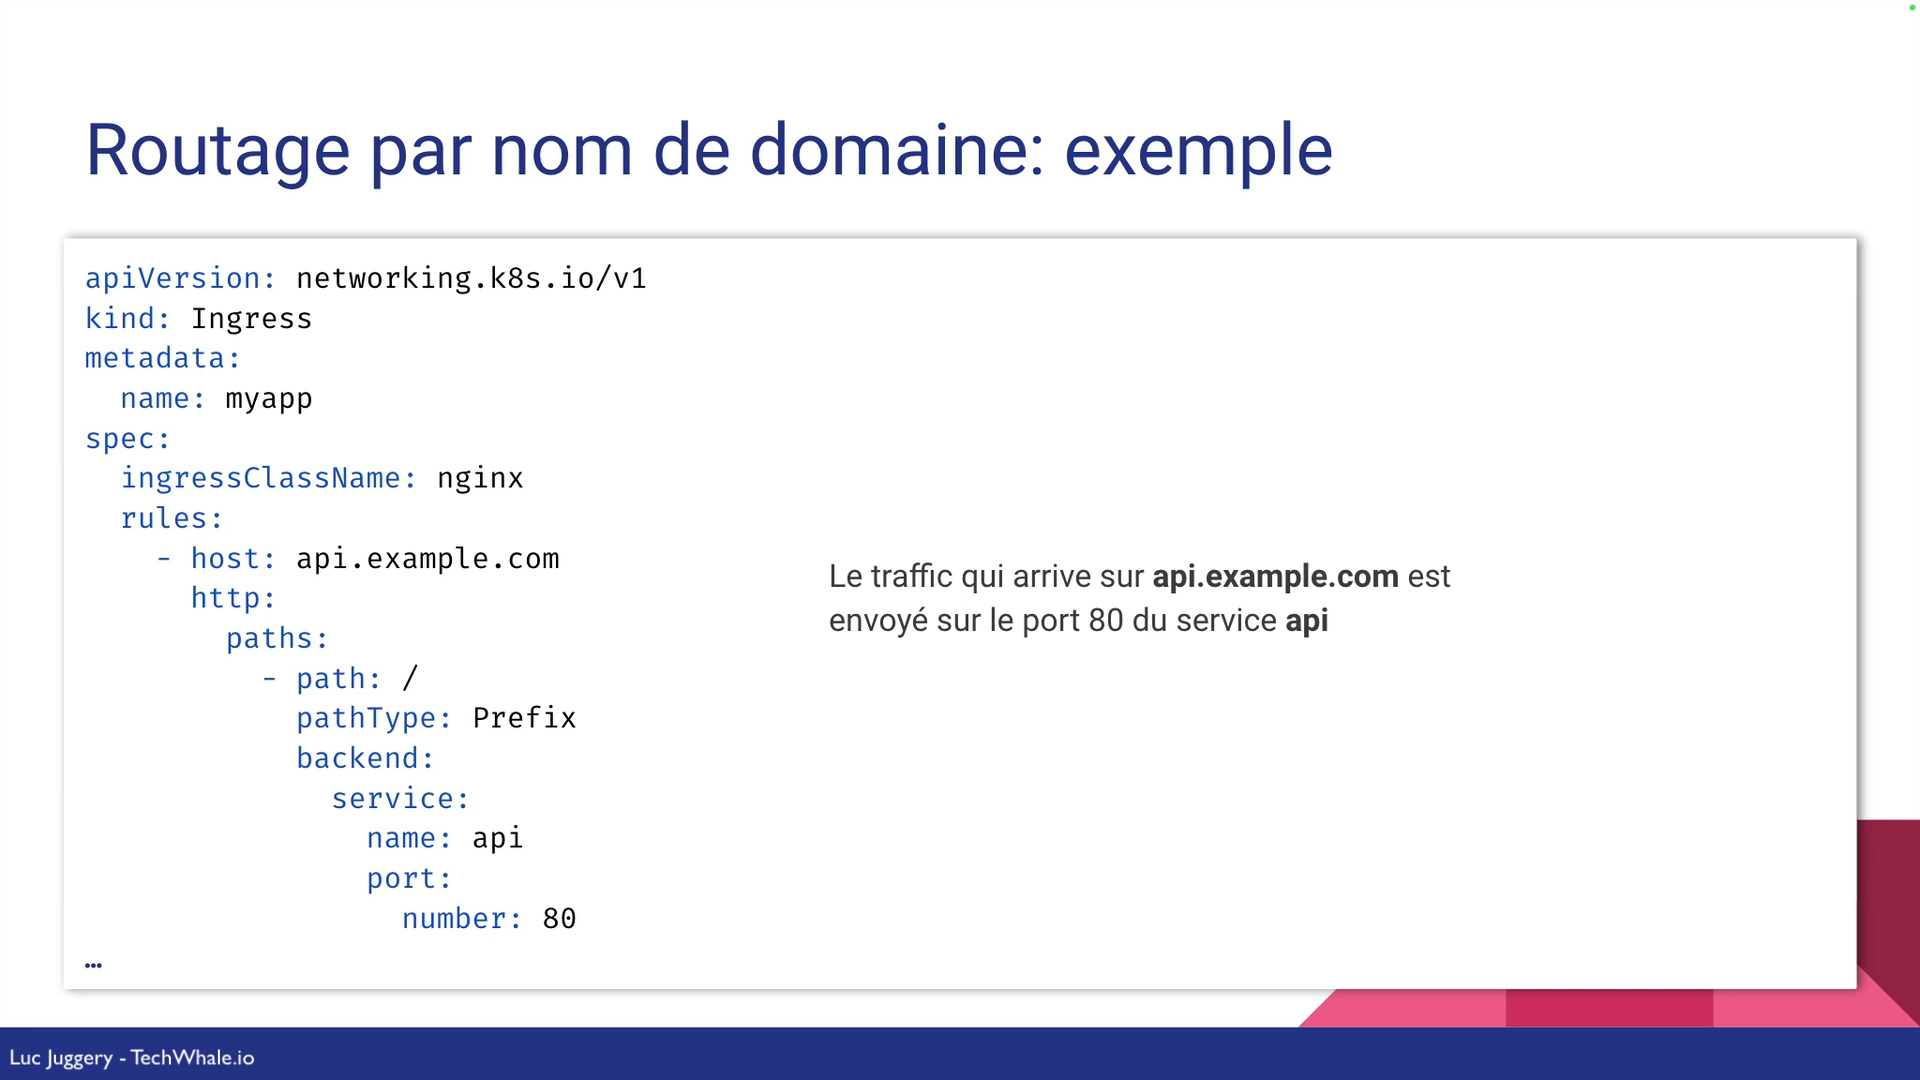 Routage par nom de domaine: exemple
apiVersion: networking.k8s.io/v1
kind: Ingress
metadata:
  name: myapp
spec:
  ingressClassName: nginx
  rules:
    - host: api.example.com
      http:
        paths:
          - path: /
            pathType: Prefix
            backend:
              service:
                name: api
                port:
                  number: 80
…
Le traffic qui arrive sur api.example.com est
envoyé sur le port 80 du service api
Luc Juggery - TechWhale.io